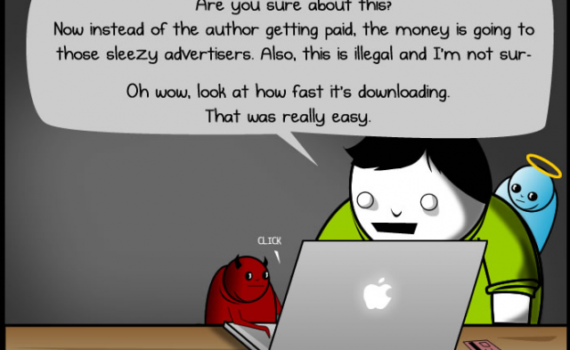 Are you sure about this?
Now instead of the author getting paid, the money is going to
those sleezy advertisers. Also, this is illegal and I'm not sur-
Oh wow, look at how fast it's downloading.
That was really easy.
CLICK